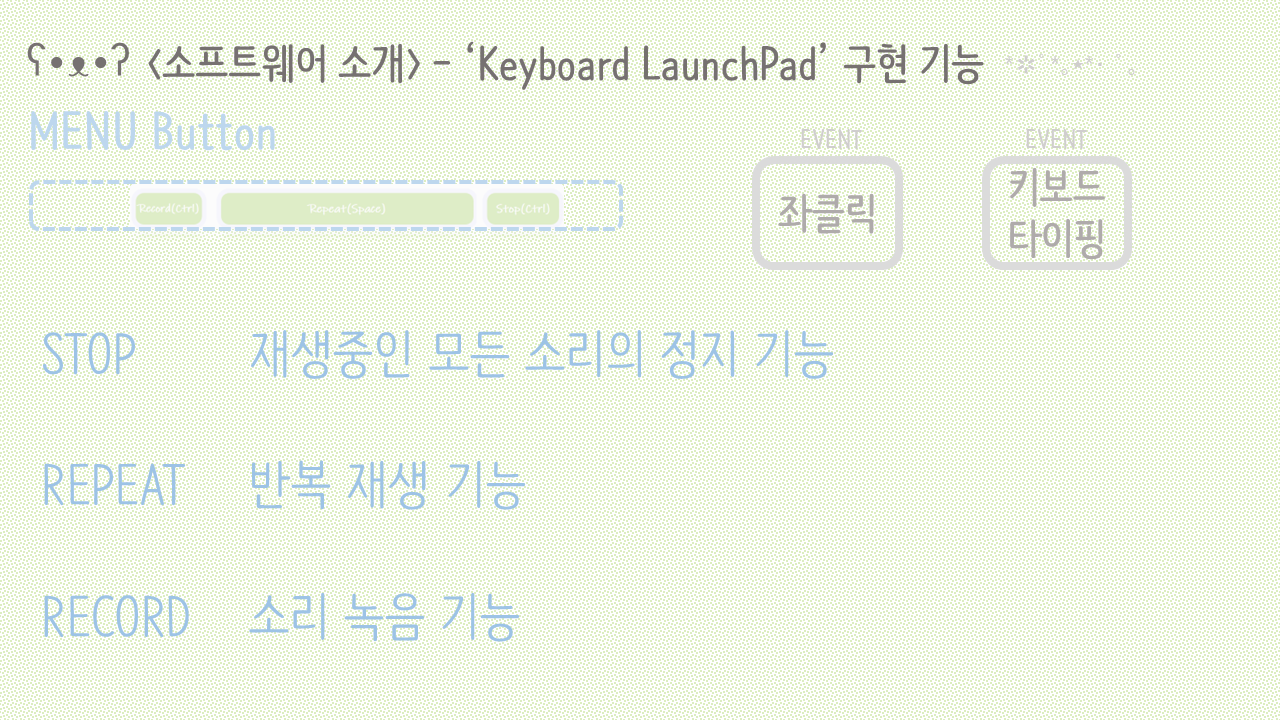 ʕ•ᴥ•ʔ <소프트웨어 소개> - ‘Keyboard LaunchPad’ 구현 기능 *✲ﾟ*｡⋆*･ ﾟ｡
MENU Button
Record(Ctrl) Repeat(Space) Stop(Ctrl)
EVENT
좌클릭
EVENT
키보드
타이핑
STOP 재생중인 모든 소리의 정지 기능
REPEAT 반복 재생 기능
RECORD 소리 녹음 기능